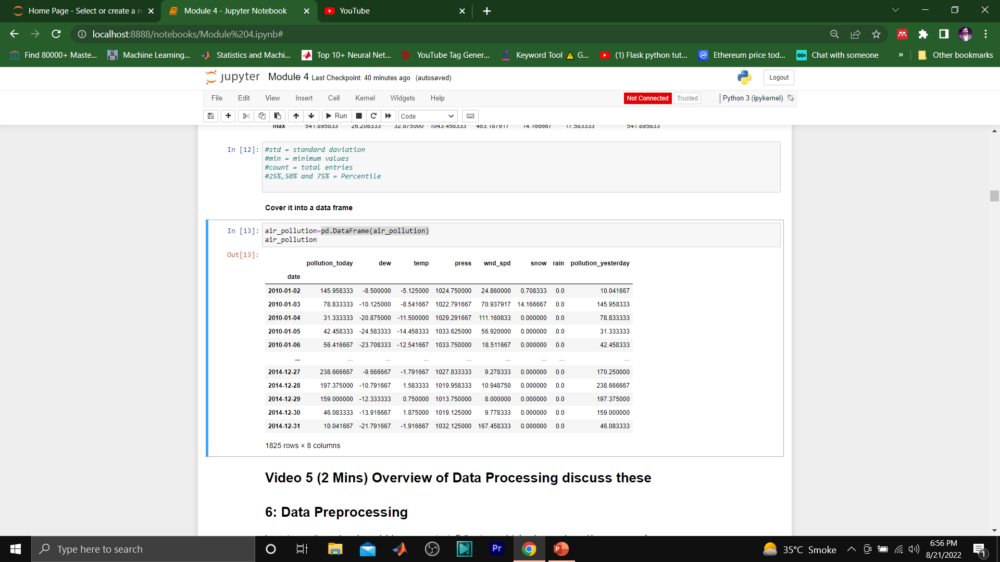 Home Page - Select or create a n
Module 4 - Jupyter Notebook
YouTube
localhost:8888/notebooks/Module%204.ipynb#
Find 80000+ Maste...
Machine Learning...
Statistics and Machi...
Top 10+ Neural Net...
YouTube Tag Gener...
Keyword Tool ⚠ G...
(1) Flask python tut...
Ethereum price tod...
Chat with someone
»
Other bookmarks
jupyter Module 4 Last Checkpoint: 40 minutes ago (autosaved)
Logout
File Edit View Insert Cell Kernel Widgets Help
Not Connected
Trusted
Python 3 (ipykernel)
Run
Code
max 541.895833 26.208333 32.875000 1043.458333 463.187917 14.166667 17.583333 541.895833
In [12]: #std = standard daviation
#min = minimum values
#count = total entries
#25%,50% and 75% = Percentile
Cover it into a data frame
In [13]: air_pollution=pd.DataFrame(air_pollution)
air_pollution
Out[13]:
pollution_today dew temp press wnd_spd snow rain pollution_yesterday
date
2010-01-02 145.958333 -8.500000 -5.125000 1024.750000 24.860000 0.708333 0.0 10.041667
2010-01-03 78.833333 -10.125000 -8.541667 1022.791667 70.937917 14.166667 0.0 145.958333
2010-01-04 31.333333 -20.875000 -11.500000 1029.291667 111.160833 0.000000 0.0 78.833333
2010-01-05 42.458333 -24.583333 -14.458333 1033.625000 56.920000 0.000000 0.0 31.333333
2010-01-06 56.416667 -23.708333 -12.541667 1033.750000 18.511667 0.000000 0.0 42.458333
... ... ... ... ... ... ... ... ...
2014-12-27 238.666667 -9.666667 -1.791667 1027.833333 9.278333 0.000000 0.0 170.250000
2014-12-28 197.375000 -10.791667 1.583333 1019.958333 10.948750 0.000000 0.0 238.666667
2014-12-29 159.000000 -12.333333 0.750000 1013.750000 8.000000 0.000000 0.0 197.375000
2014-12-30 46.083333 -13.916667 1.875000 1019.125000 9.778333 0.000000 0.0 159.000000
2014-12-31 10.041667 -21.791667 -1.916667 1032.125000 167.458333 0.000000 0.0 46.083333
1825 rows × 8 columns
Video 5 (2 Mins) Overview of Data Processing discuss these
6: Data Preprocessing
Type here to search
Pr
35°C Smoke
6:56 PM
8/21/2022
1